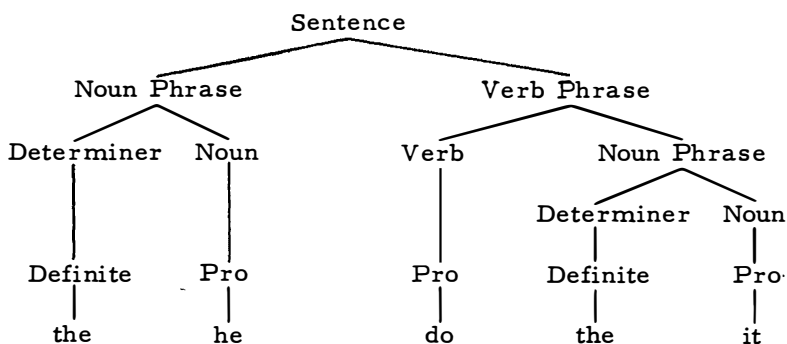 Sentence
Noun Phrase Verb Phrase
Determiner Noun Verb Noun Phrase
Determiner Noun
Definite Pro Pro Definite Pro
the he do the it